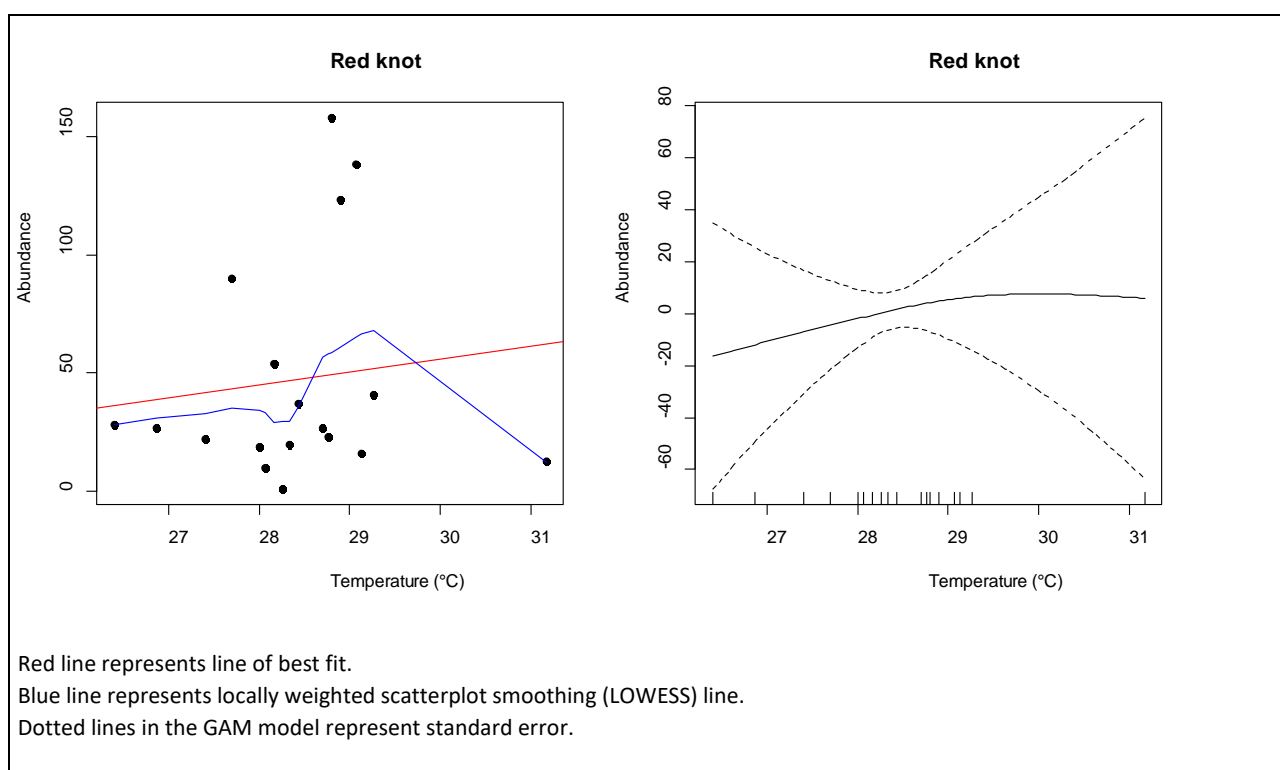 Red knot
Red knot
Abundance
0
50
100
150
27
28
29
30
31
Temperature (°C)
Abundance
-60
-40
-20
0
20
40
60
80
27
28
29
30
31
Temperature (°C)
Red line represents line of best fit.
Blue line represents locally weighted scatterplot smoothing (LOWESS) line.
Dotted lines in the GAM model represent standard error.